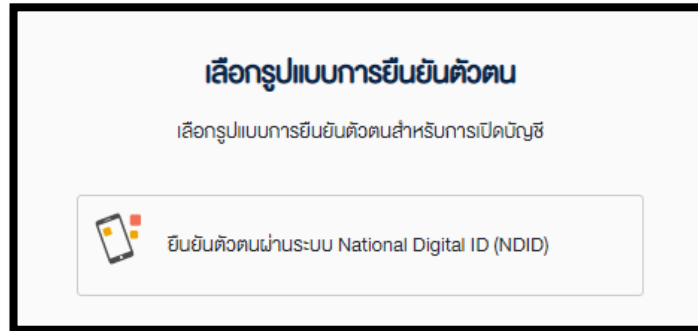 เลือกรูปแบบการยืนยันตัวตน
เลือกรูปแบบการยืนยันตัวตนสำหรับการเปิดบัญชี
ยืนยันตัวตนผ่านระบบ National Digital ID (NDID)